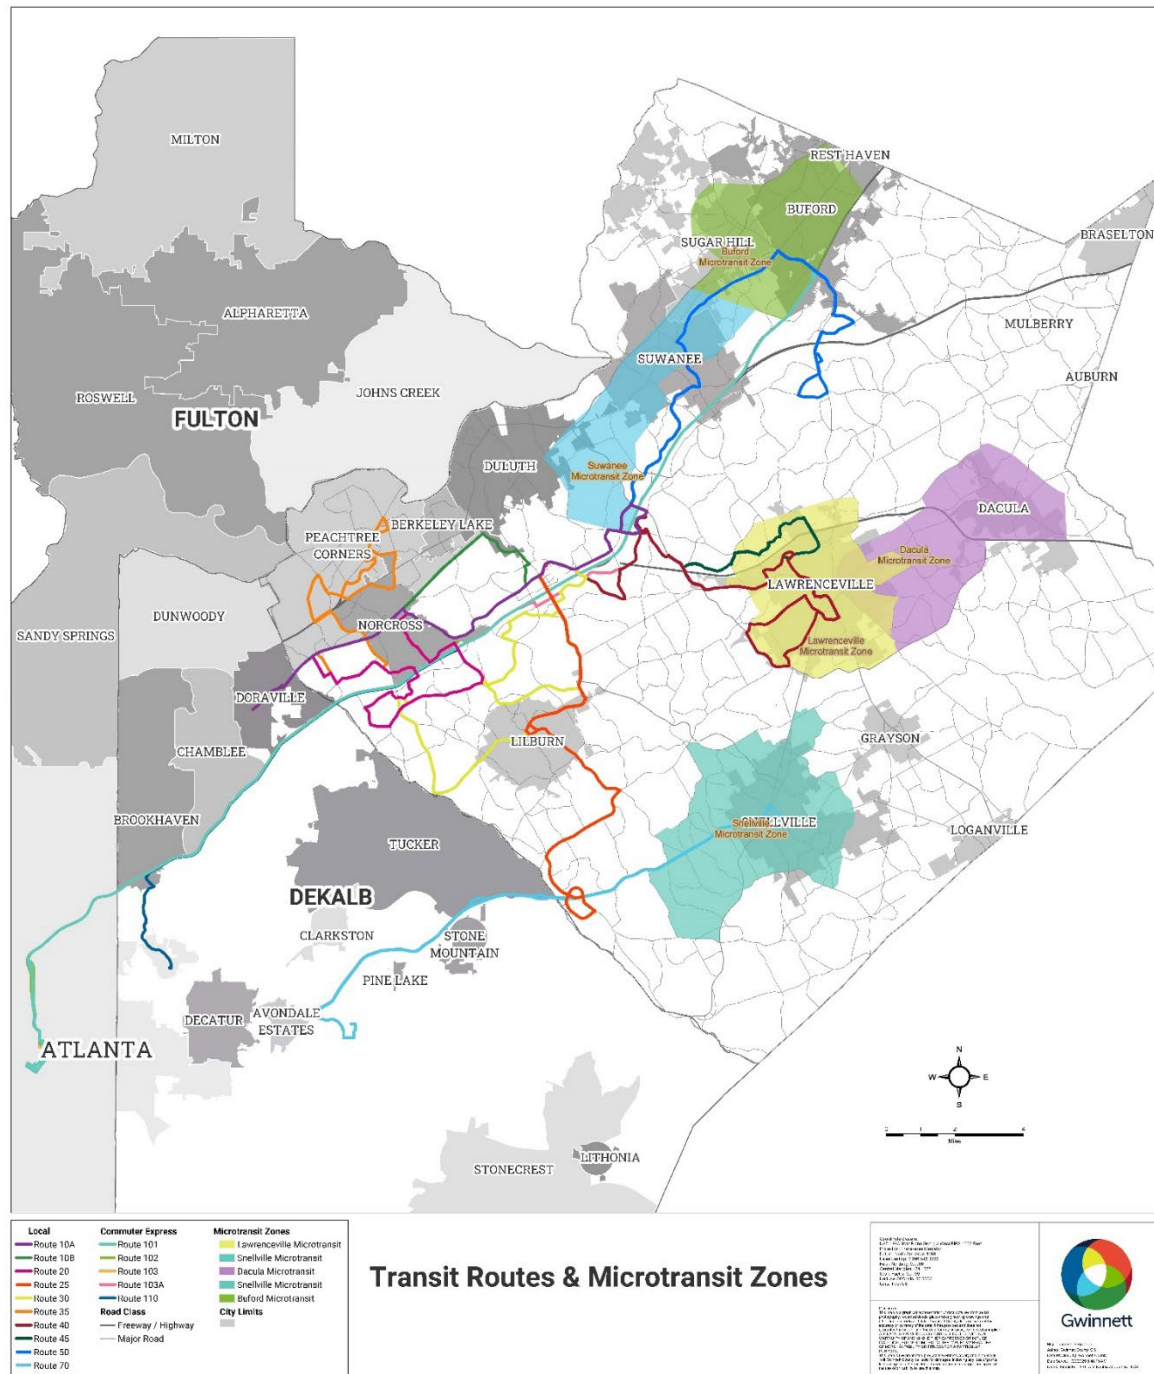 MILTON
REST HAVEN
BUFORD
BRASELTON
SUGAR HILL
Buford
Microtransit Zone
ALPHARETTA
MULBERRY
SUWANEE
AUBURN
JOHNS CREEK
ROSWELL
FULTON
DULUTH
Suwanee
Microtransit Zone
DACULA
BERKELEY LAKE
PEACHTREE
CORNERS
Dacula
Microtransit Zone
LAWRENCEVILLE
DUNWOODY
NORCROSS
SANDY SPRINGS
Lawrenceville
Microtransit Zone
DORAVILLE
LILBURN
GRAYSON
CHAMBLEE
BROOKHAVEN
SNELLVILLE
Snellville
Microtransit Zone
LOGANVILLE
TUCKER
DEKALB
CLARKSTON
STONE
MOUNTAIN
PINE LAKE
DECATUR
AVONDALE
ESTATES
ATLANTA
N
W E
S
Miles
LITHONIA
STONECREST
Local
Route 10A
Route 10B
Route 20
Route 25
Route 30
Route 35
Route 40
Route 45
Route 50
Route 70
Commuter Express
Route 101
Route 102
Route 103
Route 103A
Route 110
Road Class
Freeway / Highway
Major Road
Microtransit Zones
Lawrenceville Microtransit
Snellville Microtransit
Dacula Microtransit
Snellville Microtransit
Buford Microtransit
City Limits
Transit Routes & Microtransit Zones
Gwinnett